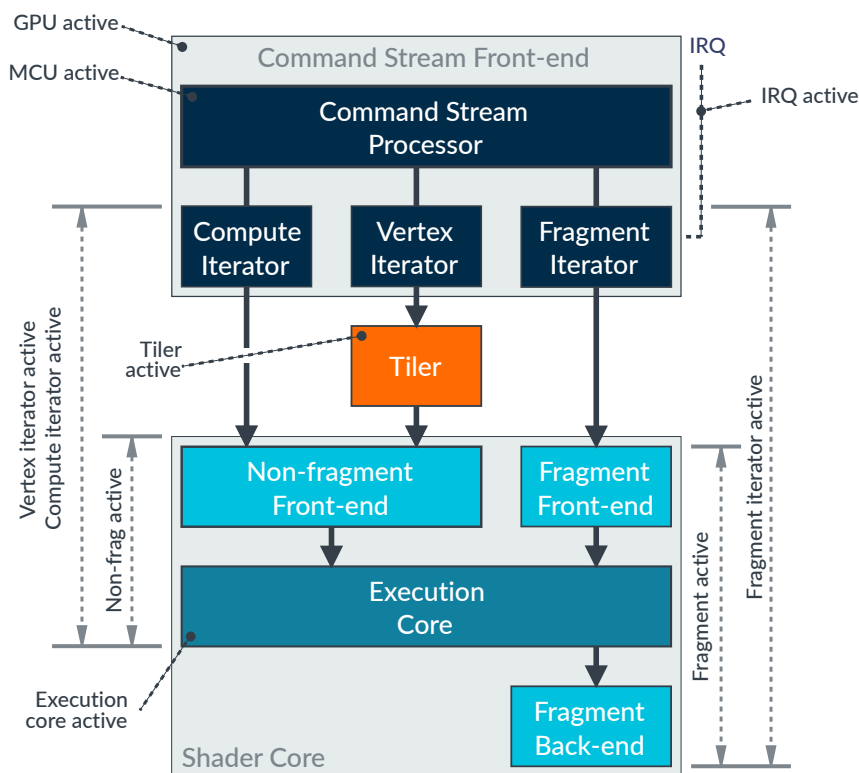 GPU active
Command Stream Front-end
IRQ
MCU active
IRQ active
Command Stream
Processor
Compute
Iterator
Vertex
Iterator
Fragment
Iterator
Tiler
active
Tiler
Vertex iterator active
Compute iterator active
Non-frag active
Non-fragment
Front-end
Fragment
Front-end
Fragment active
Fragment iterator active
Execution
Core
Execution
core active
Fragment
Back-end
Shader Core